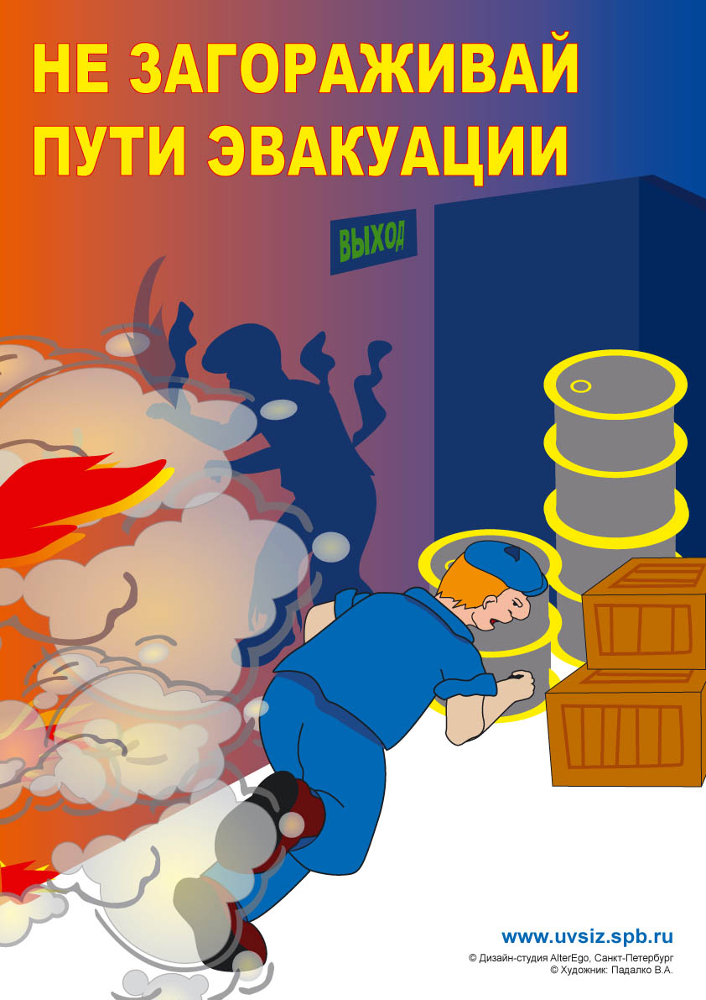 НЕ ЗАГОРАЖИВАЙ
ПУТИ ЭВАКУАЦИИ
ВЫХОД
www.uvsiz.spb.ru
© Дизайн-студия AlterEgo, Санкт-Петербург
© Художник: Падалко В.А.